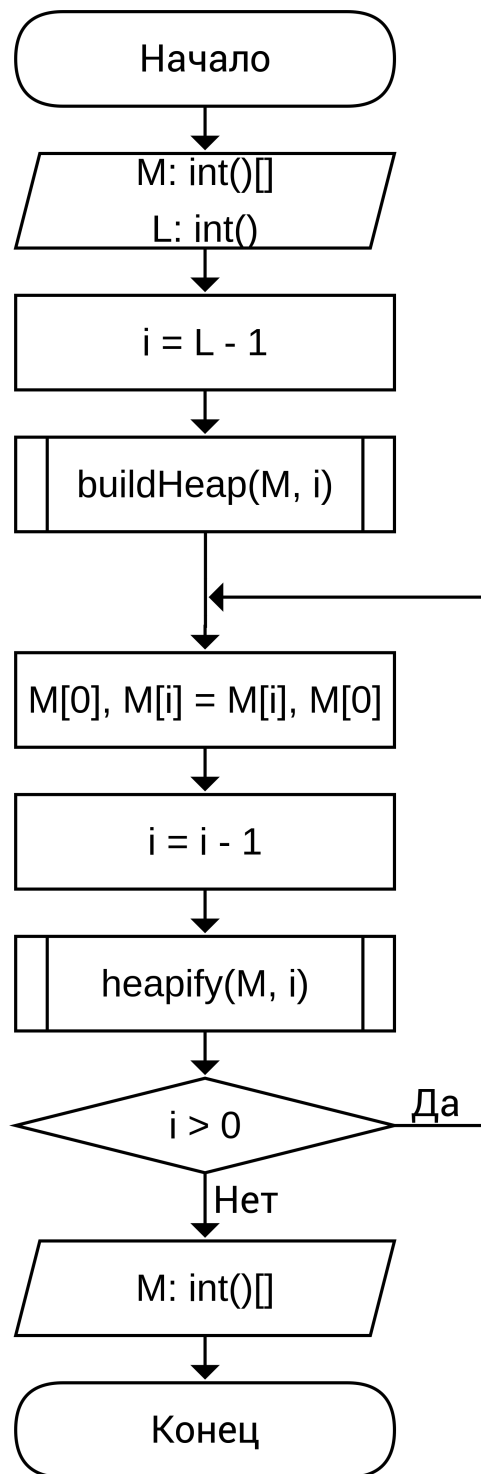 Начало
M: int()[]
L: int()
i = L - 1
buildHeap(M, i)
M[0], M[i] = M[i], M[0]
i = i - 1
heapify(M, i)
i > 0
Да
Нет
M: int()[]
Конец